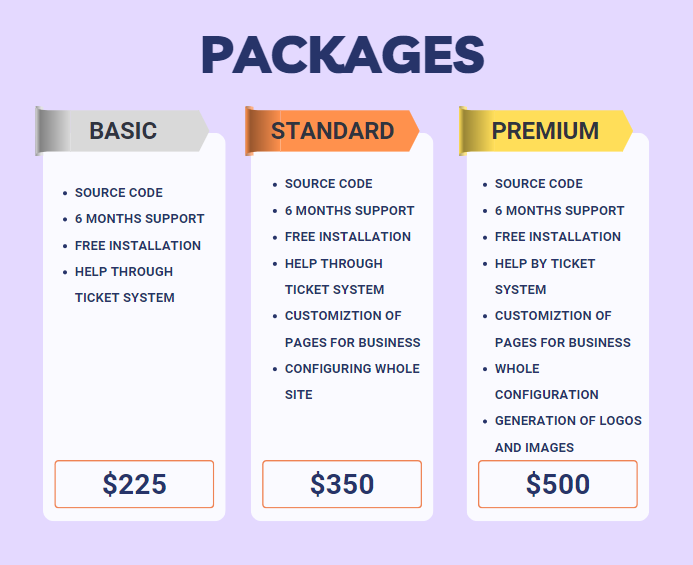 PACKAGES
BASIC
• SOURCE CODE
• 6 MONTHS SUPPORT
• FREE INSTALLATION
• HELP THROUGH
TICKET SYSTEM
$225
STANDARD
• SOURCE CODE
• 6 MONTHS SUPPORT
• FREE INSTALLATION
• HELP THROUGH
TICKET SYSTEM
• CUSTOMIZTION OF
PAGES FOR BUSINESS
• CONFIGURING WHOLE
SITE
$350
PREMIUM
• SOURCE CODE
• 6 MONTHS SUPPORT
• FREE INSTALLATION
• HELP BY TICKET
SYSTEM
• CUSTOMIZTION OF
PAGES FOR BUSINESS
• WHOLE
CONFIGURATION
• GENERATION OF LOGOS
AND IMAGES
$500